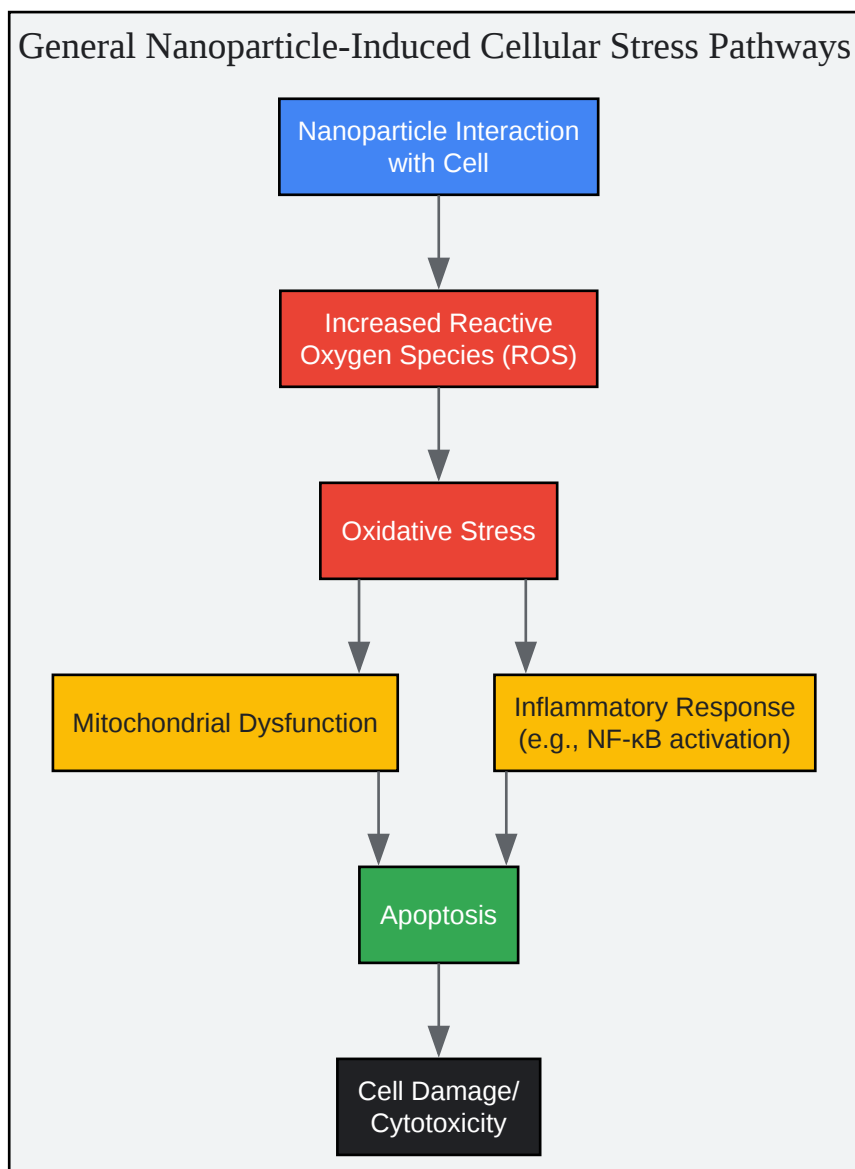 General Nanoparticle-Induced Cellular Stress Pathways
Nanoparticle Interaction
with Cell
Increased Reactive
Oxygen Species (ROS)
Oxidative Stress
Mitochondrial Dysfunction
Inflammatory Response
(e.g., NF-κB activation)
Apoptosis
Cell Damage/
Cytotoxicity